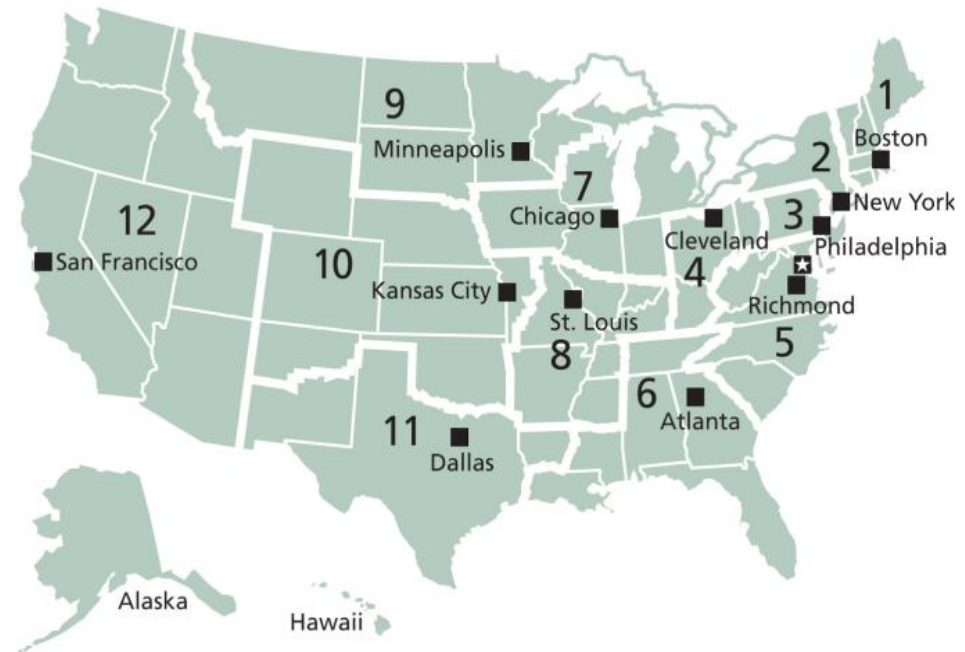 1
9
Boston
Minneapolis
2
7
New York
3
Chicago
12
Cleveland
Philadelphia
San Francisco
10
4
Kansas City
Richmond
St. Louis
5
8
6
Atlanta
11
Dallas
Alaska
Hawaii